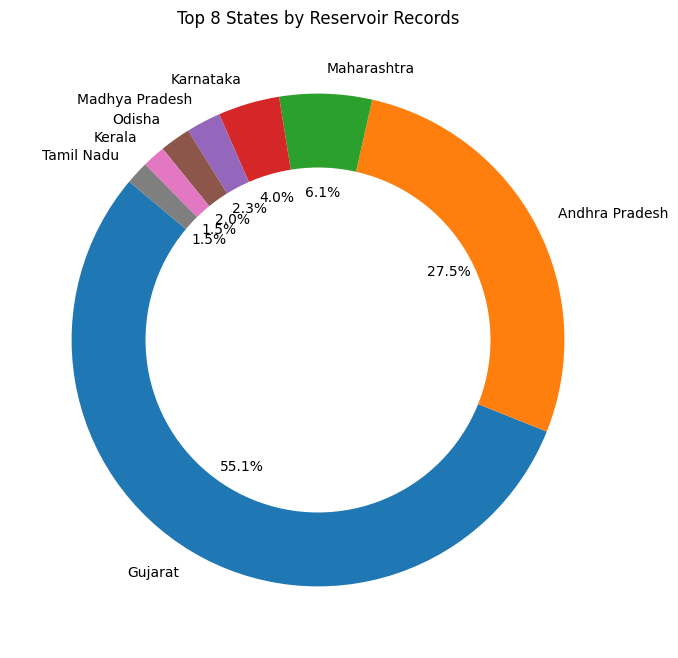 Top 8 States by Reservoir Records
Maharashtra
Karnataka
Madhya Pradesh
Odisha
Kerala
Tamil Nadu
Andhra Pradesh
Gujarat
6.1%
4.0%
2.3%
2.0%
1.5%
1.5%
27.5%
55.1%